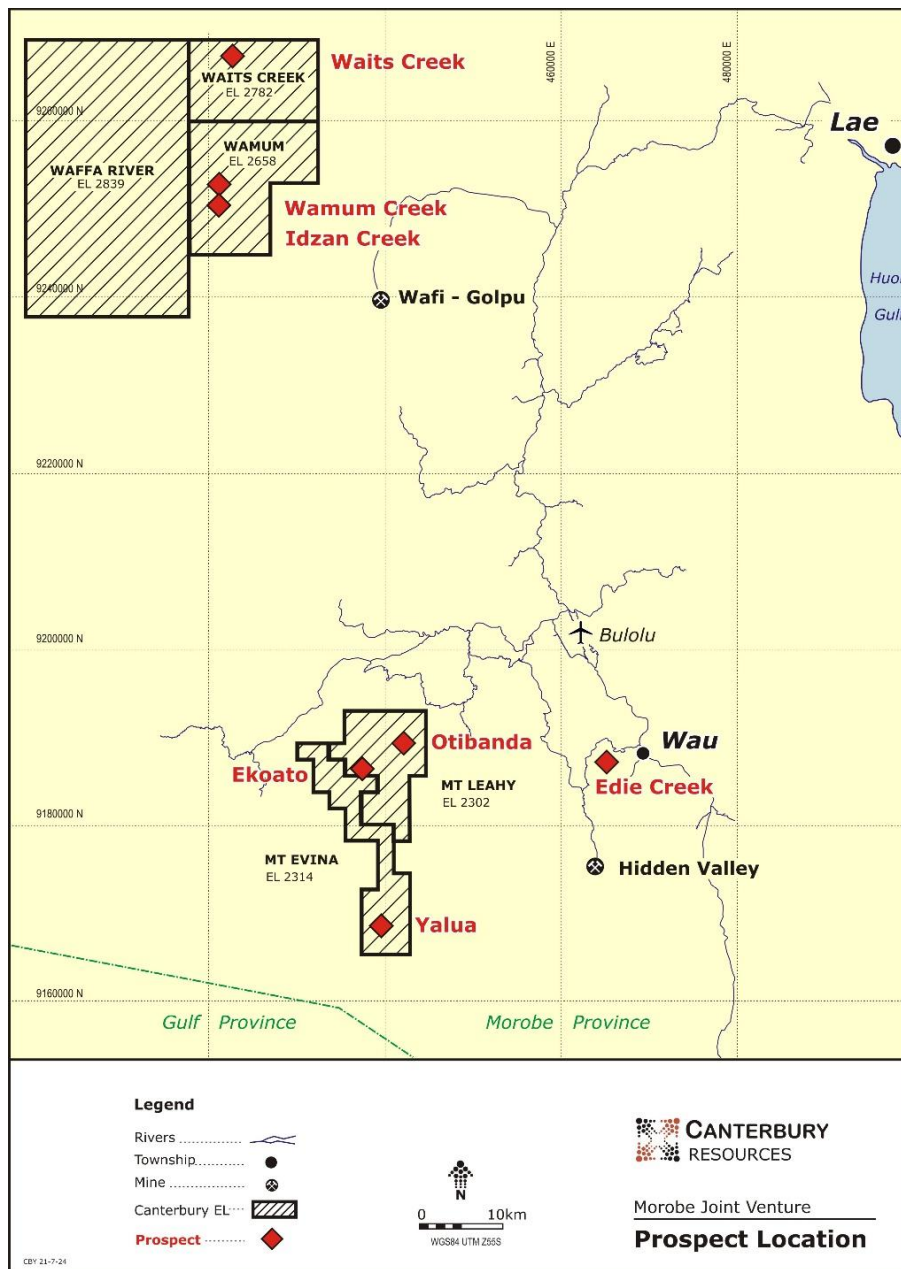 460000 E
480000 E
Waits Creek
WAITS CREEK
EL 2782
9260000 N
Lae
WAMUM
EL 2658
WAFFA RIVER
EL 2839
Wamum Creek
Idzan Creek
9240000 N
Wafi - Golpu
Huo
Gul
9220000 N
9200000 N
Bulolu
Otibanda
Wau
Ekoato
MT LEAHY
EL 2302
Edie Creek
9180000 N
MT EVINA
EL 2314
Hidden Valley
Yalua
9160000 N
Gulf Province
Morobe Province
Legend
Rivers
Township
Mine
Canterbury EL
Prospect
N
0 10km
WGS84 UTM Z55S
CANTERBURY
RESOURCES
Morobe Joint Venture
Prospect Location
CBY 21-7-24